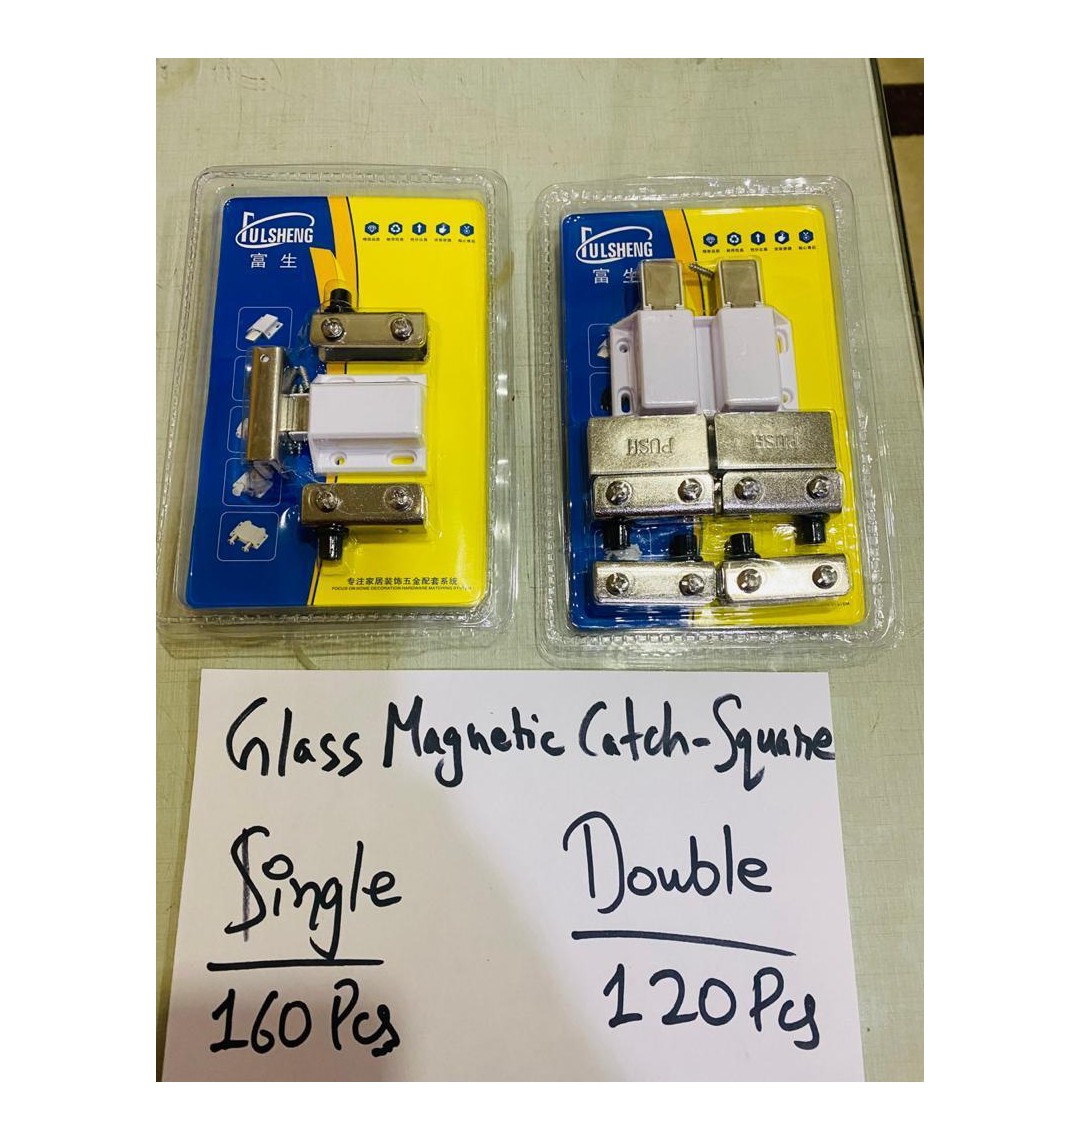 FULSHENG
富生
专注家居装饰五金配套系统
FOCUS ON HOME DECORATION HARDWARE MATCHING SYSTEM
FULSHENG
富生
PUSH
PUSH
Glass Magnetic Catch-Square
Single
160 Pcs
Double
120 Pcs